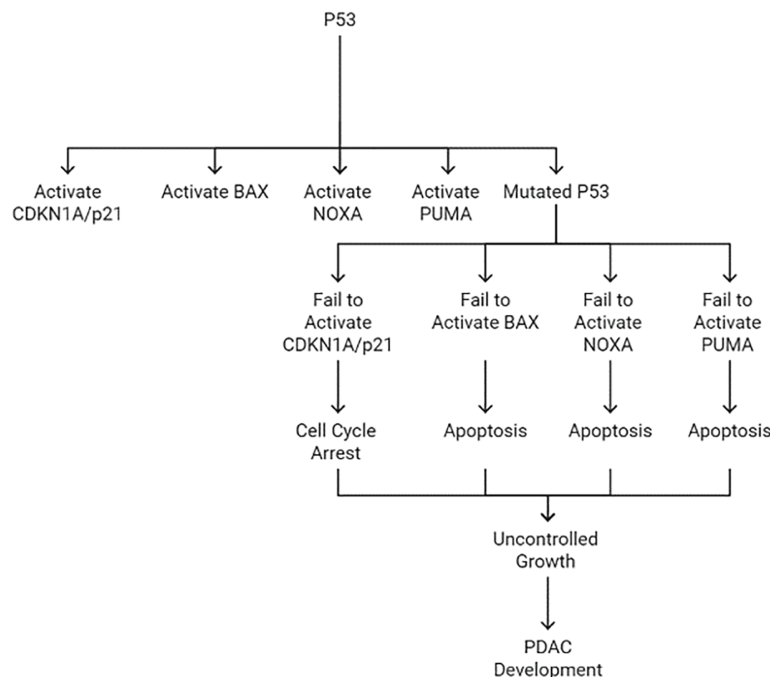 P53
Activate
CDKN1A/p21
Activate BAX
Activate
NOXA
Activate
PUMA
Mutated P53
Fail to
Activate
CDKN1A/p21
Fail to
Activate BAX
Fail to
Activate
NOXA
Fail to
Activate
PUMA
Cell Cycle
Arrest
Apoptosis
Apoptosis
Apoptosis
Uncontrolled
Growth
PDAC
Development